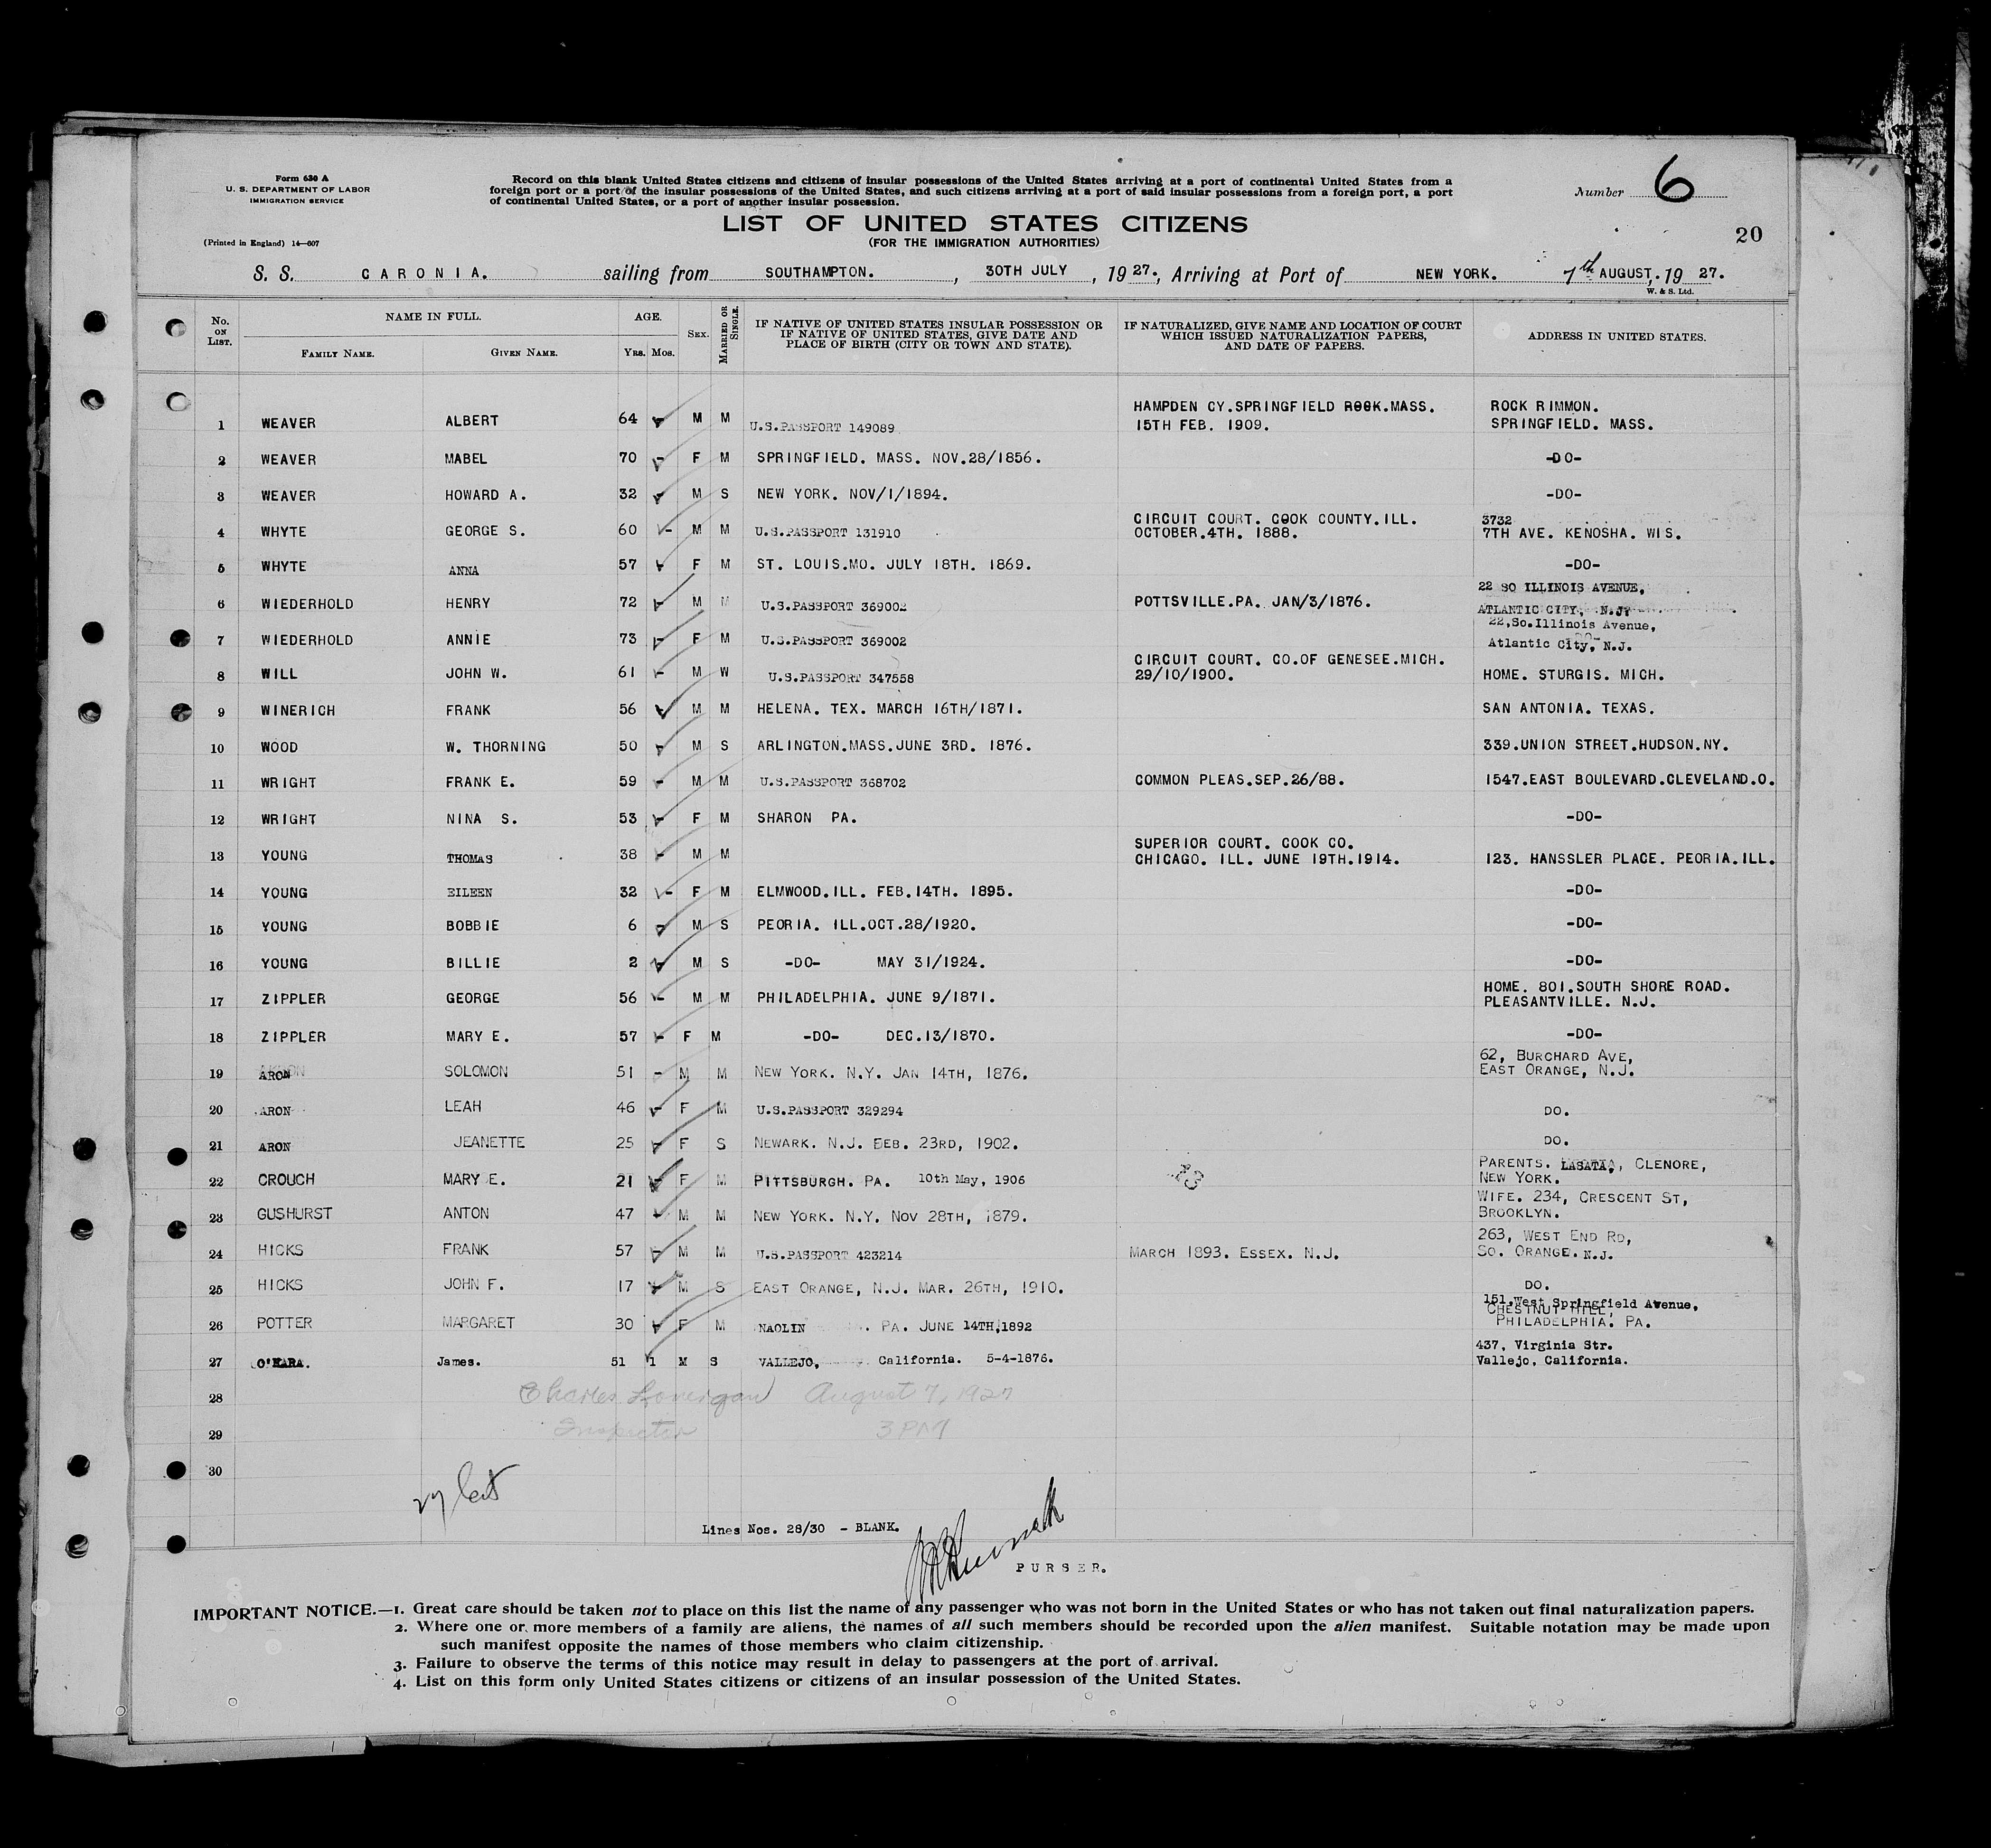 Form 630 A
U. S. DEPARTMENT OF LABOR
IMMIGRATION SERVICE
(Printed in England) 14—607
Record on this blank United States citizens and citizens of insular possessions of the United States arriving at a port of continental United States from a
foreign port or a port of the insular possessions of the United States, and such citizens arriving at a port of said insular possessions from a foreign port, a port
of continental United States, or a port of another insular possession.
Number 6
LIST OF UNITED STATES CITIZENS
(FOR THE IMMIGRATION AUTHORITIES)
20
S. S. CARONIA. sailing from SOUTHAMPTON. , 30TH JULY , 19 27., Arriving at Port of NEW YORK. 7th AUGUST, 19 27.
W. & S. Ltd.
No. ON LIST. NAME IN FULL. AGE. SEX. MARRIED OR SINGLE. IF NATIVE OF UNITED STATES INSULAR POSSESSION OR IF NATIVE OF UNITED STATES, GIVE DATE AND PLACE OF BIRTH (CITY OR TOWN AND STATE). IF NATURALIZED, GIVE NAME AND LOCATION OF COURT WHICH ISSUED NATURALIZATION PAPERS, AND DATE OF PAPERS. ADDRESS IN UNITED STATES.
FAMILY NAME. GIVEN NAME. YRS. MOS.
HAMPDEN CY.SPRINGFIELD ROOK.MASS. ROCK RIMMON.
1 WEAVER ALBERT 64 M M U.S.PASSPORT 149089 15TH FEB. 1909. SPRINGFIELD. MASS.
2 WEAVER MABEL 70 - F M SPRINGFIELD. MASS. NOV.28/1856. -DO-
3 WEAVER HOWARD A. 32 - M S NEW YORK. NOV/1/1894. -DO-
CIRCUIT COURT. COOK COUNTY.ILL. 3732
4 WHYTE GEORGE S. 60 - M M U.S.PASSPORT 131910 OCTOBER.4TH. 1888. 7TH AVE. KENOSHA. WIS.
5 WHYTE ANNA 57 - F M ST. LOUIS.MO. JULY 18TH. 1869. -DO-
22 SO ILLINOIS AVENUE,
6 WIEDERHOLD HENRY 72 - M M U.S.PASSPORT 369002 POTTSVILLE.PA. JAN/3/1876. ATLANTIC CITY, N.J.
22,So.Illinois Avenue,
7 WIEDERHOLD ANNIE 73 - F M U.S.PASSPORT 369002 Atlantic City, N.J.
CIRCUIT COURT. CO.OF GENESEE.MICH.
8 WILL JOHN W. 61 - M W U.S.PASSPORT 347558 29/10/1900. HOME. STURGIS. MICH.
9 WINERICH FRANK 56 M M HELENA. TEX. MARCH 16TH/1871. SAN ANTONIA. TEXAS.
10 WOOD W. THORNING 50 - M S ARLINGTON.MASS.JUNE 3RD. 1876. 339.UNION STREET.HUDSON.NY.
11 WRIGHT FRANK E. 59 - M M U.S.PASSPORT 368702 COMMON PLEAS.SEP.26/88. 1547.EAST BOULEVARD.CLEVELAND.O.
12 WRIGHT NINA S. 53 - F M SHARON PA. -DO-
SUPERIOR COURT. COOK CO.
13 YOUNG THOMAS 38 - M M CHICAGO. ILL. JUNE 19TH.1914. 123. HANSSLER PLACE. PEORIA.ILL.
14 YOUNG EILEEN 32 - F M ELMWOOD.ILL. FEB.14TH. 1895. -DO-
15 YOUNG BOBBIE 6 - M S PEORIA. ILL.OCT.28/1920. -DO-
16 YOUNG BILLIE 2 - M S -DO- MAY 31/1924. -DO-
HOME. 801.SOUTH SHORE ROAD.
17 ZIPPLER GEORGE 56 - M M PHILADELPHIA. JUNE 9/1871. PLEASANTVILLE. N.J.
18 ZIPPLER MARY E. 57 - F M -DO- DEC.13/1870. -DO-
62, BURCHARD AVE,
19 ARON SOLOMON 51 - M M NEW YORK. N.Y. JAN 14TH, 1876. EAST ORANGE, N.J.
20 ARON LEAH 46 - F M U.S.PASSPORT 329294 DO.
21 ARON JEANETTE 25 - F S NEWARK. N.J. EEB. 23RD, 1902. DO.
PARENTS. LASATA, CLENORE,
22 CROUCH MARY E. 21 - F M PITTSBURGH. PA. 10th May, 1906 NEW YORK.
WIFE. 234, CRESCENT ST,
23 GUSHURST ANTON 47 - M M NEW YORK. N.Y. NOV 28TH, 1879. BROOKLYN.
263, WEST END RD,
24 HICKS FRANK 57 - M M U.S.PASSPORT 423214 MARCH 1893. ESSEX. N.J. SO. ORANGE. N.J.
25 HICKS JOHN F. 17 - M S EAST ORANGE, N.J. MAR. 26TH, 1910. DO.
151,West Springfield Avenue,
CHESTNUT HILL,
26 POTTER MARGARET 30 - F M NAOLIN . PA. JUNE 14TH,1892 PHILADELPHIA. PA.
437, Virginia Str.
27 O'HARA. James. 51 1 M S VALLEJO, California. 5-4-1876. Vallejo, California.
28 Charles Lonergan August 7, 1927
29 Inspector 3 PM
30
Lines Nos. 28/30 - BLANK.
PURSER.
IMPORTANT NOTICE.—1. Great care should be taken not to place on this list the name of any passenger who was not born in the United States or who has not taken out final naturalization papers.
2. Where one or more members of a family are aliens, the names of all such members should be recorded upon the alien manifest. Suitable notation may be made upon
such manifest opposite the names of those members who claim citizenship.
3. Failure to observe the terms of this notice may result in delay to passengers at the port of arrival.
4. List on this form only United States citizens or citizens of an insular possession of the United States.